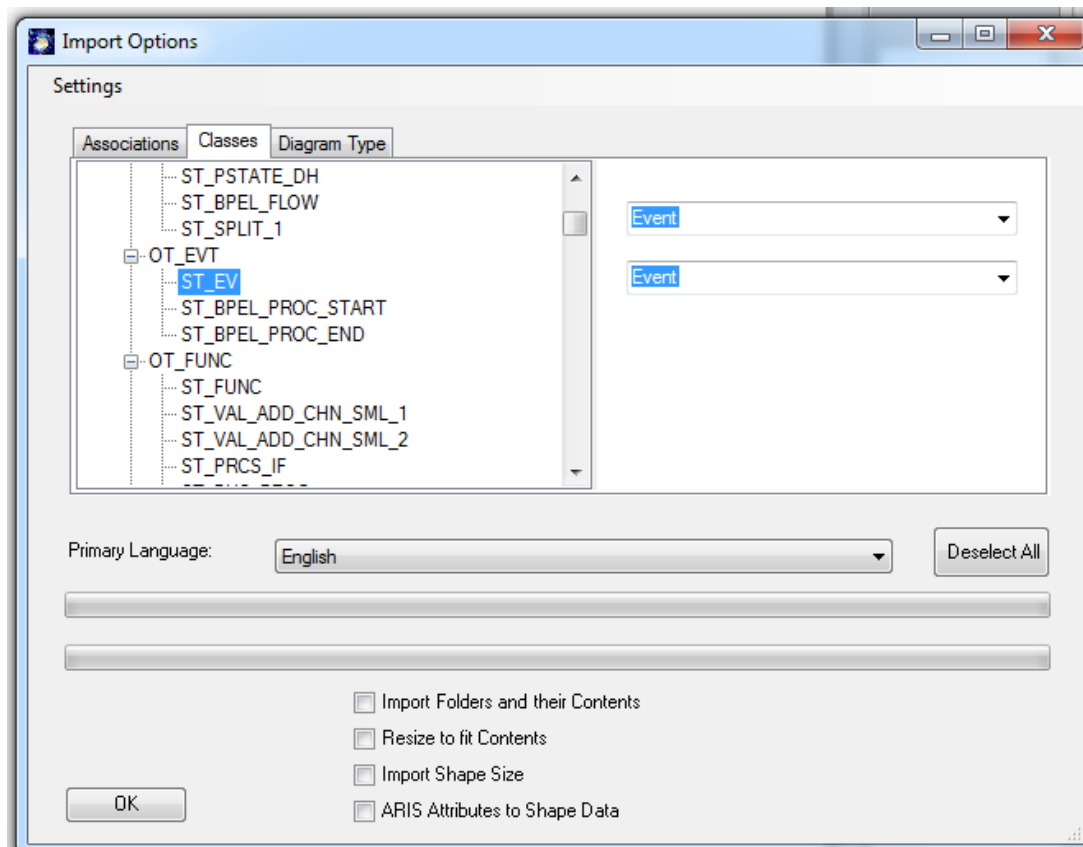 Import Options
Settings
Associations Classes Diagram Type
ST_PSTATE_DH
ST_BPEL_FLOW
ST_SPLIT_1
OT_EVT
ST_EV
ST_BPEL_PROC_START
ST_BPEL_PROC_END
OT_FUNC
ST_FUNC
ST_VAL_ADD_CHN_SML_1
ST_VAL_ADD_CHN_SML_2
ST_PRCS_IF
Event
Event
Primary Language: English Deselect All
Import Folders and their Contents
Resize to fit Contents
Import Shape Size
OK
ARIS Attributes to Shape Data